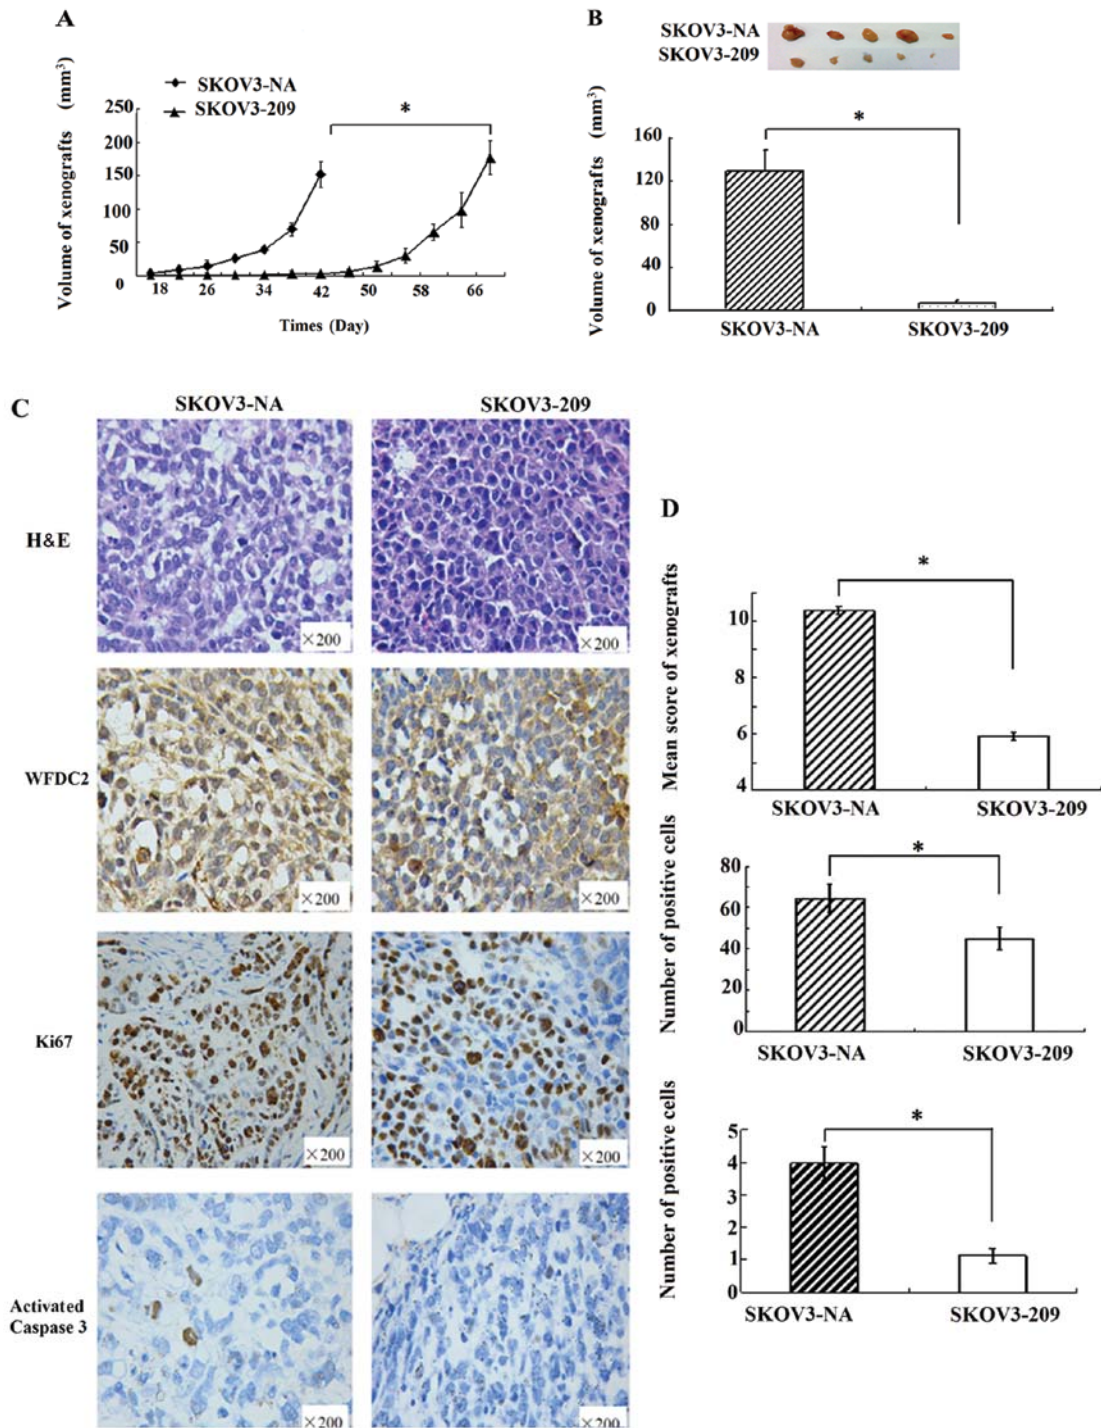 A
Volume of xenografts (mm³)
SKOV3-NA
SKOV3-209
*
250
200
150
100
50
0
18 26 34 42 50 58 66
Times (Day)
B
SKOV3-NA
SKOV3-209
Volume of xenografts (mm³)
*
160
120
80
40
0
SKOV3-NA SKOV3-209
C
SKOV3-NA SKOV3-209
H&E
×200 ×200
WFDC2
×200 ×200
Ki67
×200 ×200
Activated
Caspase 3
×200 ×200
D
Mean score of xenografts
*
10
8
6
4
SKOV3-NA SKOV3-209
Number of positive cells
*
80
60
40
20
0
SKOV3-NA SKOV3-209
Number of positive cells
*
5
4
3
2
1
0
SKOV3-NA SKOV3-209